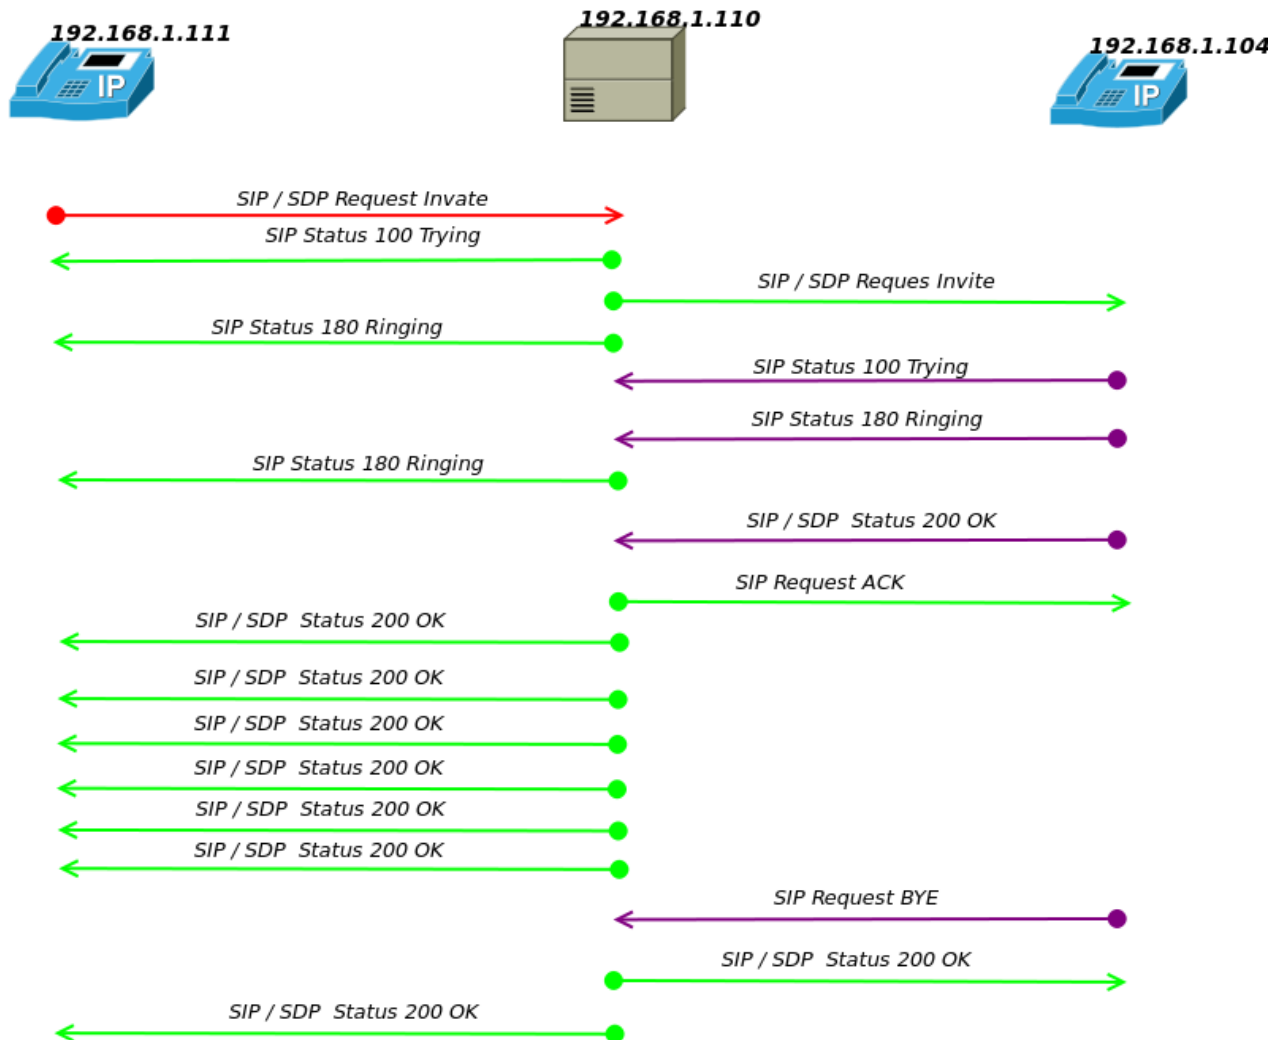 192.168.1.110
192.168.1.111
192.168.1.104
IP
IP
SIP / SDP Request Invate
SIP Status 100 Trying
SIP / SDP Reques Invite
SIP Status 180 Ringing
SIP Status 100 Trying
SIP Status 180 Ringing
SIP Status 180 Ringing
SIP / SDP  Status 200 OK
SIP Request ACK
SIP / SDP  Status 200 OK
SIP / SDP  Status 200 OK
SIP / SDP  Status 200 OK
SIP / SDP  Status 200 OK
SIP / SDP  Status 200 OK
SIP / SDP  Status 200 OK
SIP Request BYE
SIP / SDP  Status 200 OK
SIP / SDP  Status 200 OK